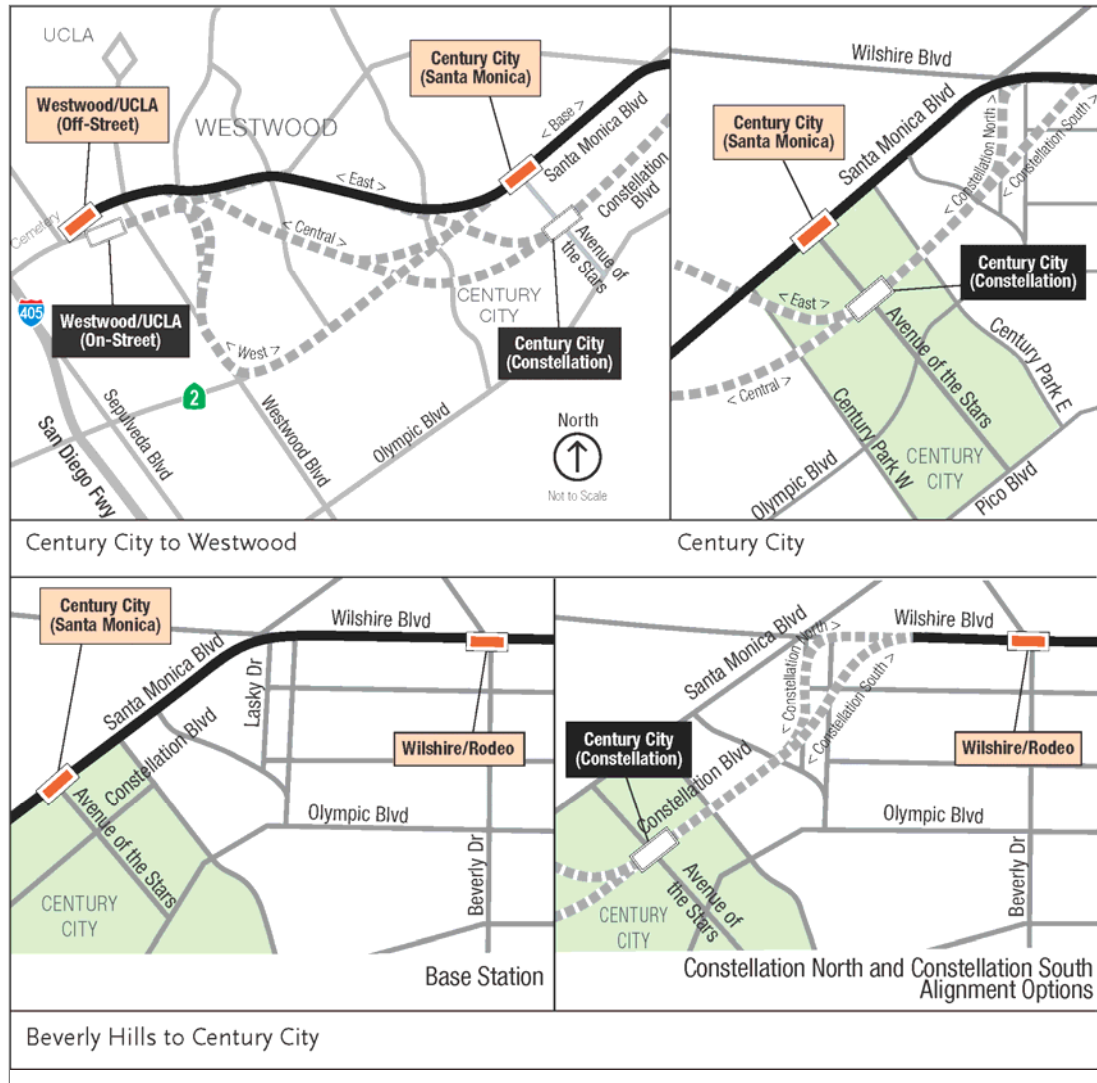 UCLA
Westwood/UCLA
(Off-Street)
WESTWOOD
Century City
(Santa Monica)
< Base >
Santa Monica Blvd
Constellation
Blvd
< East >
< Central >
Cemetery
Avenue of
the Stars
405
Westwood/UCLA
(On-Street)
CENTURY
CITY
Century City
(Constellation)
< West >
2
San Diego Fwy
Sepulveda Blvd
Westwood Blvd
Olympic Blvd
North
Not to Scale
Century City to Westwood
Wilshire Blvd
Santa Monica Blvd
Century City
(Santa Monica)
< Constellation North >
< Constellation South >
Century City
(Constellation)
< East >
< Central >
Avenue of the Stars
Century Park E
Century Park W
CENTURY
CITY
Olympic Blvd
Pico Blvd
Century City
Century City
(Santa Monica)
Wilshire Blvd
Santa Monica Blvd
Lasky Dr
Constellation Blvd
Wilshire/Rodeo
Olympic Blvd
Avenue of the Stars
Beverly Dr
CENTURY
CITY
Base Station
Wilshire Blvd
Santa Monica Blvd
< Constellation North >
< Constellation South >
Century City
(Constellation)
Constellation Blvd
Wilshire/Rodeo
Olympic Blvd
Avenue of
the Stars
Beverly Dr
CENTURY
CITY
Constellation North and Constellation South
Alignment Options
Beverly Hills to Century City